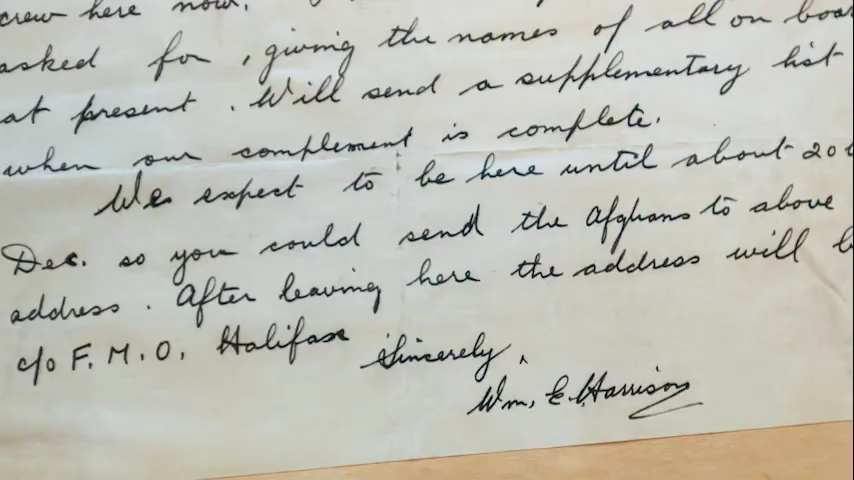 crew here now.
asked for, giving the names of all on boar
at present. Will send a supplementary list
when our complement is complete.
We expect to be here until about 20
Dec. so you could send the Afghans to above
address. After leaving here the address will b
c/o F.M.O. Halifax
Sincerely,
Wm. E. Harrison